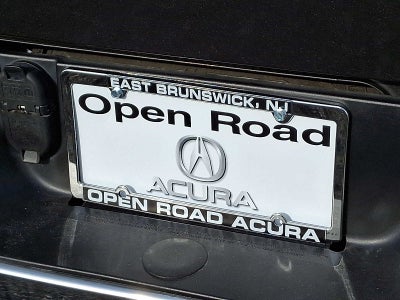 EAST BRUNSWICK, NJ
Open Road
ACURA
OPEN ROAD ACURA